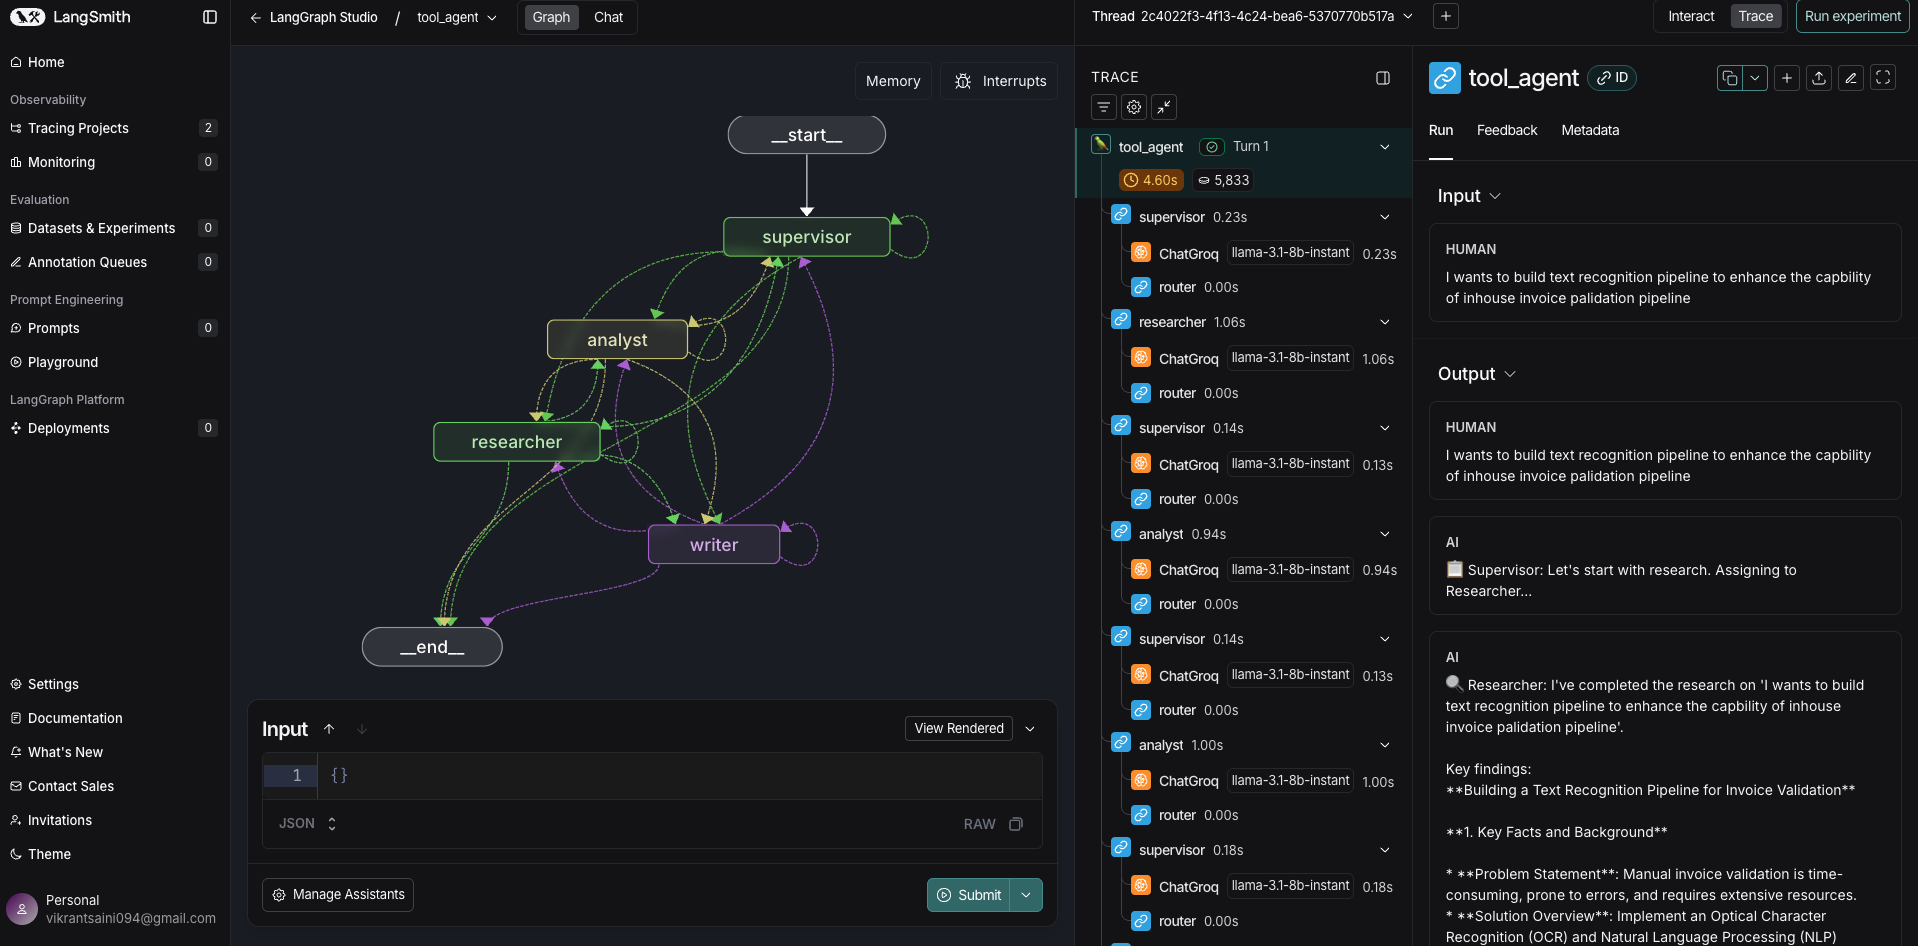 LangSmith
Home
Observability
Tracing Projects 2
Monitoring 0
Evaluation
Datasets & Experiments 0
Annotation Queues 0
Prompt Engineering
Prompts 0
Playground
LangGraph Platform
Deployments 0
Settings
Documentation
What's New
Contact Sales
Invitations
Theme
Personal
vikrantsaini094@gmail.com
LangGraph Studio / tool_agent
Graph Chat
Memory
Interrupts
__start__
supervisor
analyst
researcher
writer
__end__
Input
View Rendered
1 {}
JSON
RAW
Manage Assistants
Submit
Thread 2c4022f3-4f13-4c24-bea6-5370770b517a
Interact Trace Run experiment
TRACE
tool_agent Turn 1
4.60s 5,833
supervisor 0.23s
ChatGroq llama-3.1-8b-instant 0.23s
router 0.00s
researcher 1.06s
ChatGroq llama-3.1-8b-instant 1.06s
router 0.00s
supervisor 0.14s
ChatGroq llama-3.1-8b-instant 0.13s
router 0.00s
analyst 0.94s
ChatGroq llama-3.1-8b-instant 0.94s
router 0.00s
supervisor 0.14s
ChatGroq llama-3.1-8b-instant 0.13s
router 0.00s
analyst 1.00s
ChatGroq llama-3.1-8b-instant 1.00s
router 0.00s
supervisor 0.18s
ChatGroq llama-3.1-8b-instant 0.18s
router 0.00s
tool_agent ID
Run Feedback Metadata
Input
HUMAN
I wants to build text recognition pipeline to enhance the capbility
of inhouse invoice palidation pipeline
Output
HUMAN
I wants to build text recognition pipeline to enhance the capbility
of inhouse invoice palidation pipeline
AI
📋 Supervisor: Let's start with research. Assigning to
Researcher...
AI
🔍 Researcher: I've completed the research on 'I wants to build
text recognition pipeline to enhance the capbility of inhouse
invoice palidation pipeline'.
Key findings:
**Building a Text Recognition Pipeline for Invoice Validation**
**1. Key Facts and Background**
* **Problem Statement**: Manual invoice validation is time-
consuming, prone to errors, and requires extensive resources.
* **Solution Overview**: Implement an Optical Character
Recognition (OCR) and Natural Language Processing (NLP)